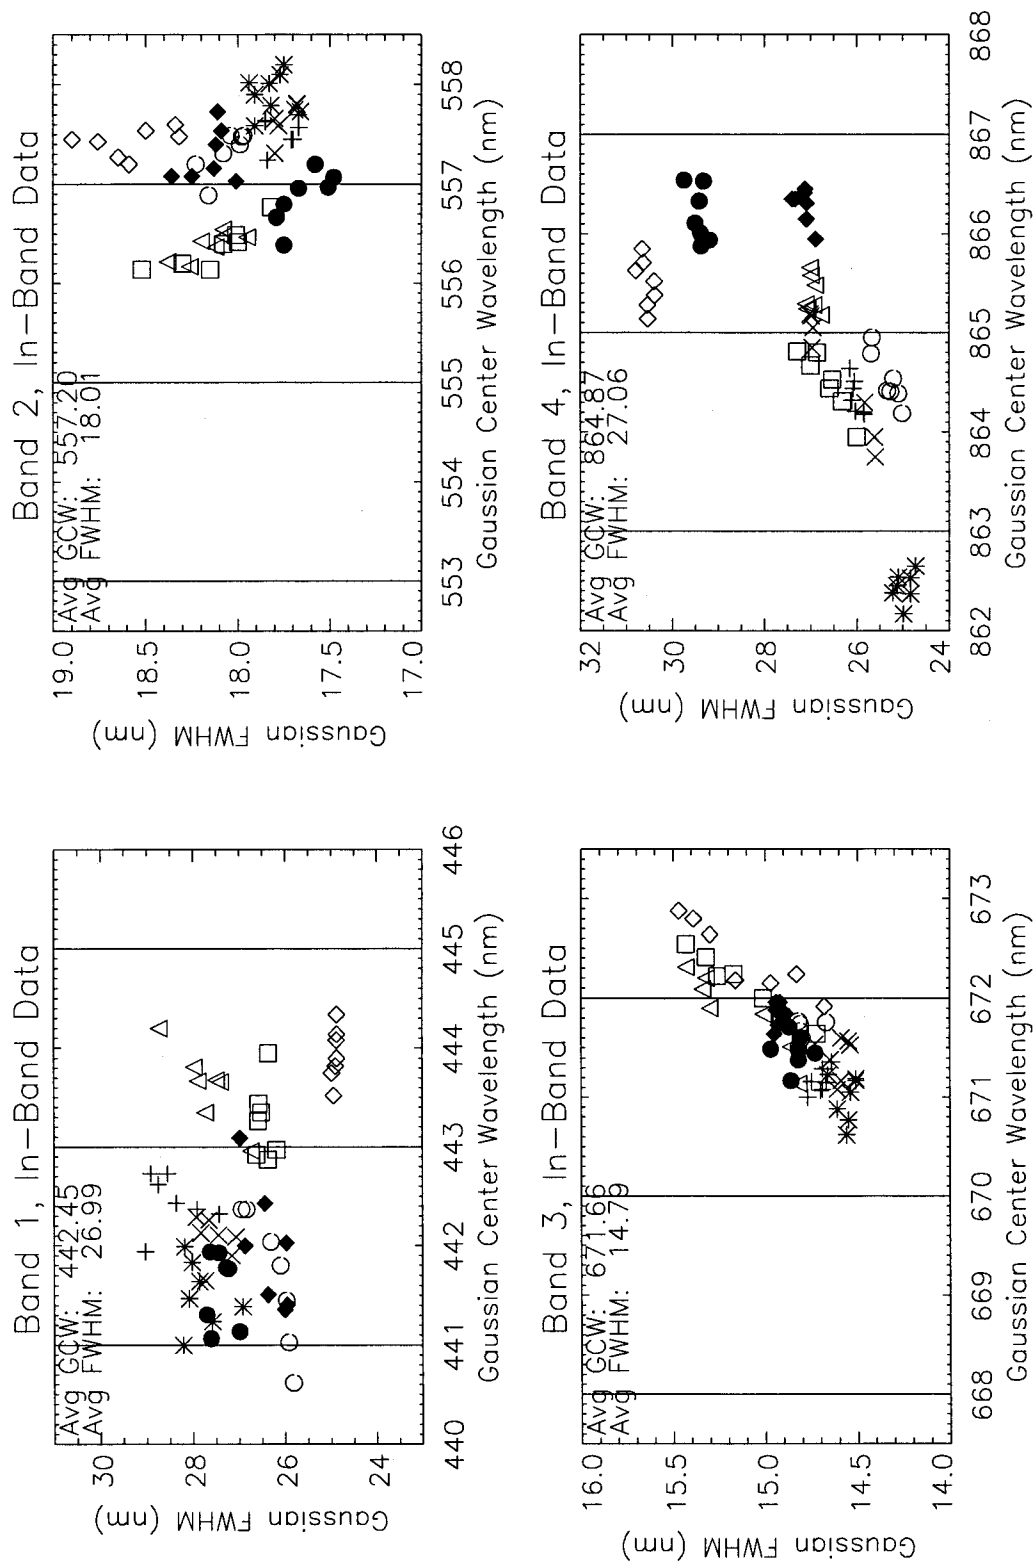 Band 1, In-Band Data
Avg GCW: 442.45
Avg FWHM: 26.99
30
28
26
24
Gaussian FWHM (nm)
440 441 442 443 444 445 446
Gaussian Center Wavelength (nm)
Band 2, In-Band Data
Avg GCW: 557.20
Avg FWHM: 18.01
19.0
18.5
18.0
17.5
17.0
Gaussian FWHM (nm)
553 554 555 556 557 558
Gaussian Center Wavelength (nm)
Band 3, In-Band Data
Avg GCW: 671.66
Avg FWHM: 14.79
16.0
15.5
15.0
14.5
14.0
Gaussian FWHM (nm)
668 669 670 671 672 673
Gaussian Center Wavelength (nm)
Band 4, In-Band Data
Avg GCW: 864.87
Avg FWHM: 27.06
32
30
28
26
24
Gaussian FWHM (nm)
862 863 864 865 866 867 868
Gaussian Center Wavelength (nm)